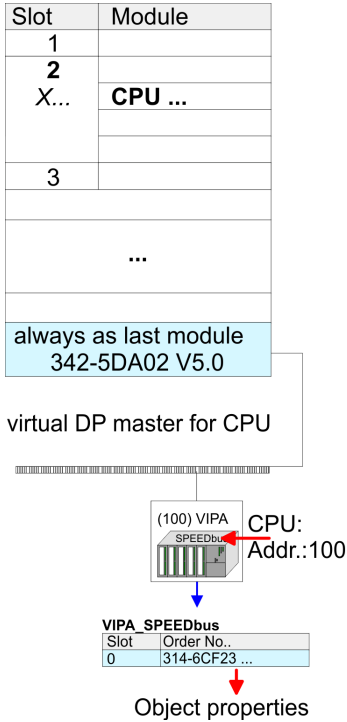 Slot Module
1
2
X... CPU ...
3
...
always as last module
342-5DA02 V5.0
virtual DP master for CPU
(100) VIPA
SPEEDbus
CPU:
Addr.:100
VIPA_SPEEDbus
Slot Order No..
0 314-6CF23 ...
Object properties